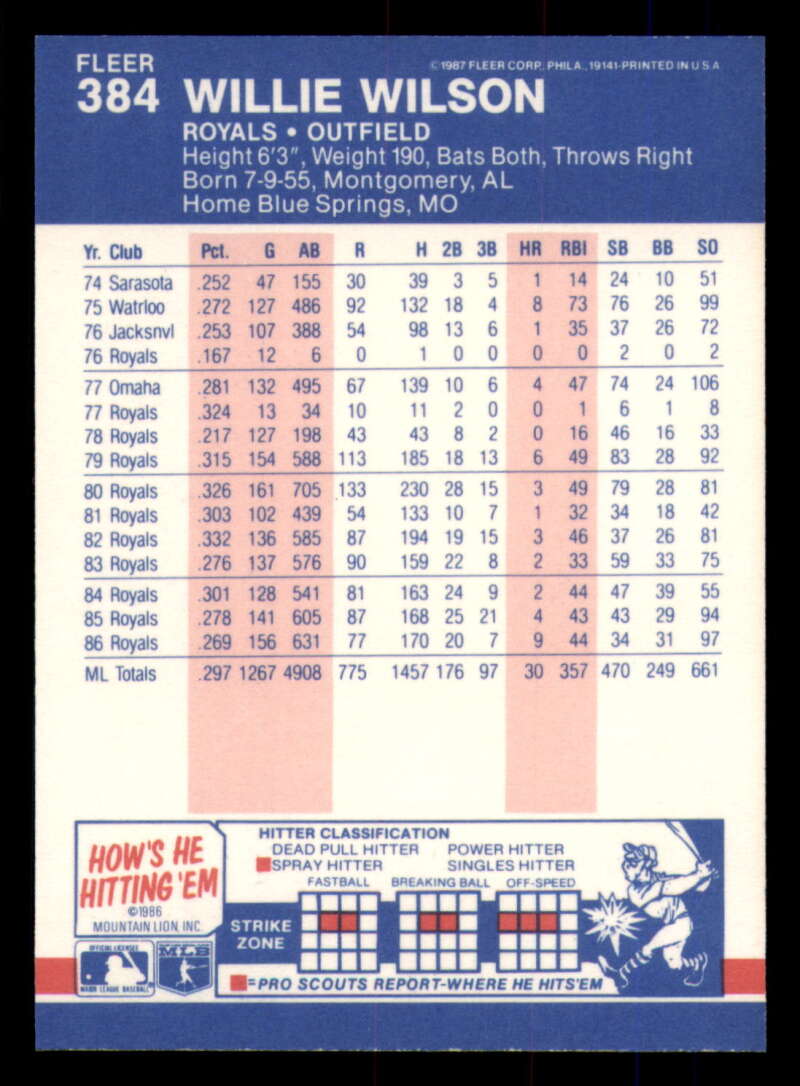 FLEER
©1987 FLEER CORP. PHILA., 19141-PRINTED IN U S A
384 WILLIE WILSON
ROYALS • OUTFIELD
Height 6'3", Weight 190, Bats Both, Throws Right
Born 7-9-55, Montgomery, AL
Home Blue Springs, MO
Yr. Club Pct. G AB R H 2B 3B HR RBI SB BB SO
74 Sarasota .252 47 155 30 39 3 5 1 14 24 10 51
75 Watrloo .272 127 486 92 132 18 4 8 73 76 26 99
76 Jacksnvl .253 107 388 54 98 13 6 1 35 37 26 72
76 Royals .167 12 6 0 1 0 0 0 0 2 0 2
77 Omaha .281 132 495 67 139 10 6 4 47 74 24 106
77 Royals .324 13 34 10 11 2 0 0 1 6 1 8
78 Royals .217 127 198 43 43 8 2 0 16 46 16 33
79 Royals .315 154 588 113 185 18 13 6 49 83 28 92
80 Royals .326 161 705 133 230 28 15 3 49 79 28 81
81 Royals .303 102 439 54 133 10 7 1 32 34 18 42
82 Royals .332 136 585 87 194 19 15 3 46 37 26 81
83 Royals .276 137 576 90 159 22 8 2 33 59 33 75
84 Royals .301 128 541 81 163 24 9 2 44 47 39 55
85 Royals .278 141 605 87 168 25 21 4 43 43 29 94
86 Royals .269 156 631 77 170 20 7 9 44 34 31 97
ML Totals .297 1267 4908 775 1457 176 97 30 357 470 249 661
HOW'S HE
HITTING 'EM
©1986
MOUNTAIN LION, INC.
HITTER CLASSIFICATION
DEAD PULL HITTER POWER HITTER
SPRAY HITTER SINGLES HITTER
FASTBALL BREAKING BALL OFF-SPEED
STRIKE
ZONE
=PRO SCOUTS REPORT-WHERE HE HITS'EM
OFFICIAL LICENSEE
MAJOR LEAGUE BASEBALL
MLB